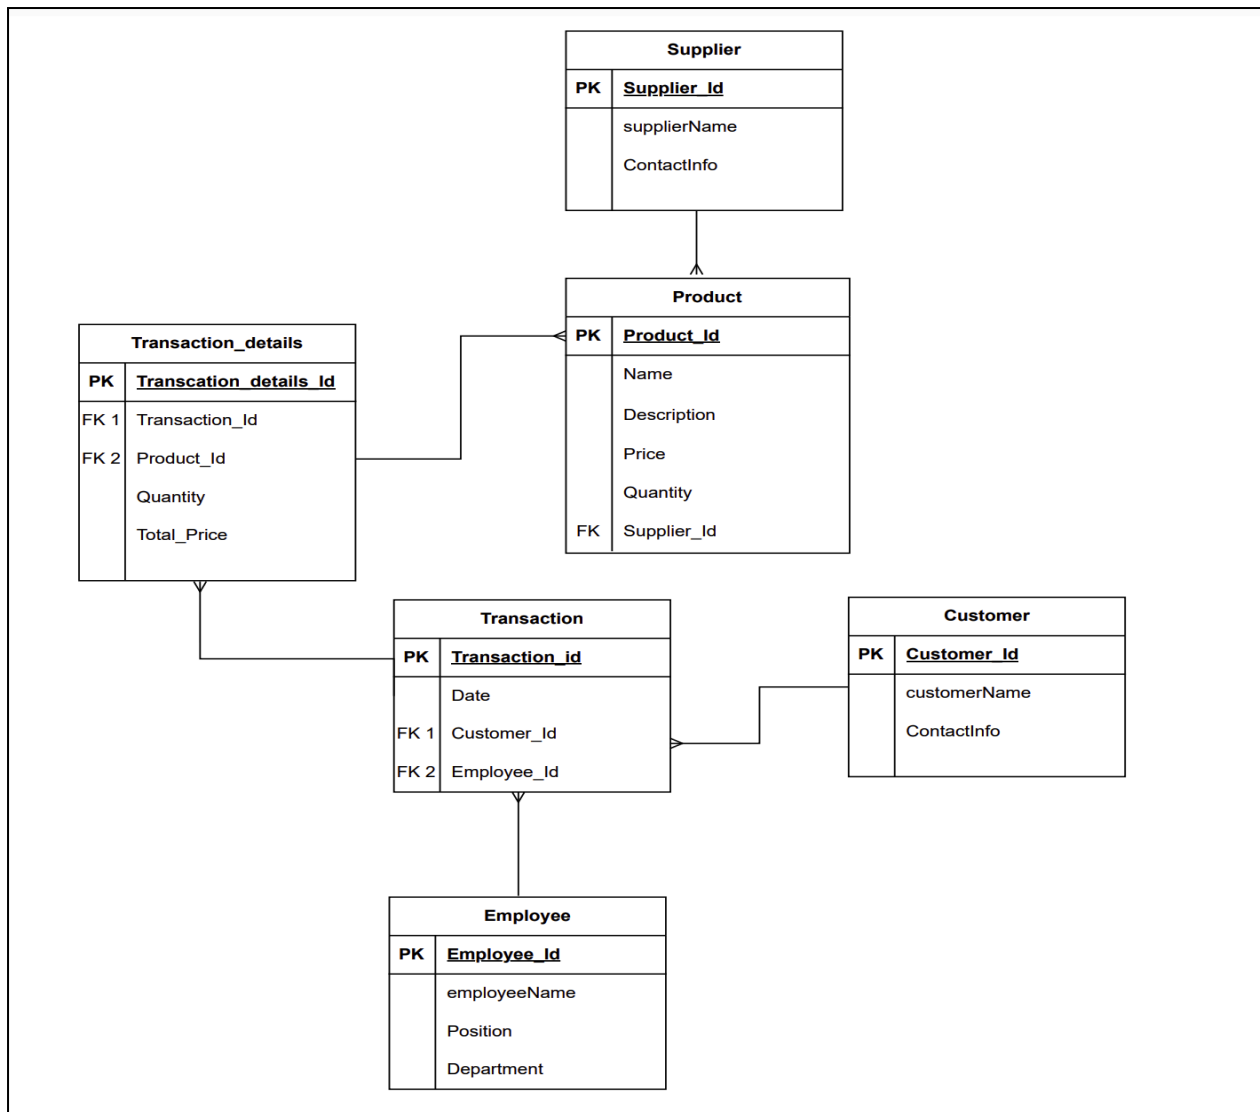 Supplier
PK Supplier_Id
supplierName
ContactInfo
Product
PK Product_Id
Name
Description
Price
Quantity
FK Supplier_Id
Transaction_details
PK Transcation_details_Id
FK 1 Transaction_Id
FK 2 Product_Id
Quantity
Total_Price
Transaction
PK Transaction_id
Date
FK 1 Customer_Id
FK 2 Employee_Id
Customer
PK Customer_Id
customerName
ContactInfo
Employee
PK Employee_Id
employeeName
Position
Department